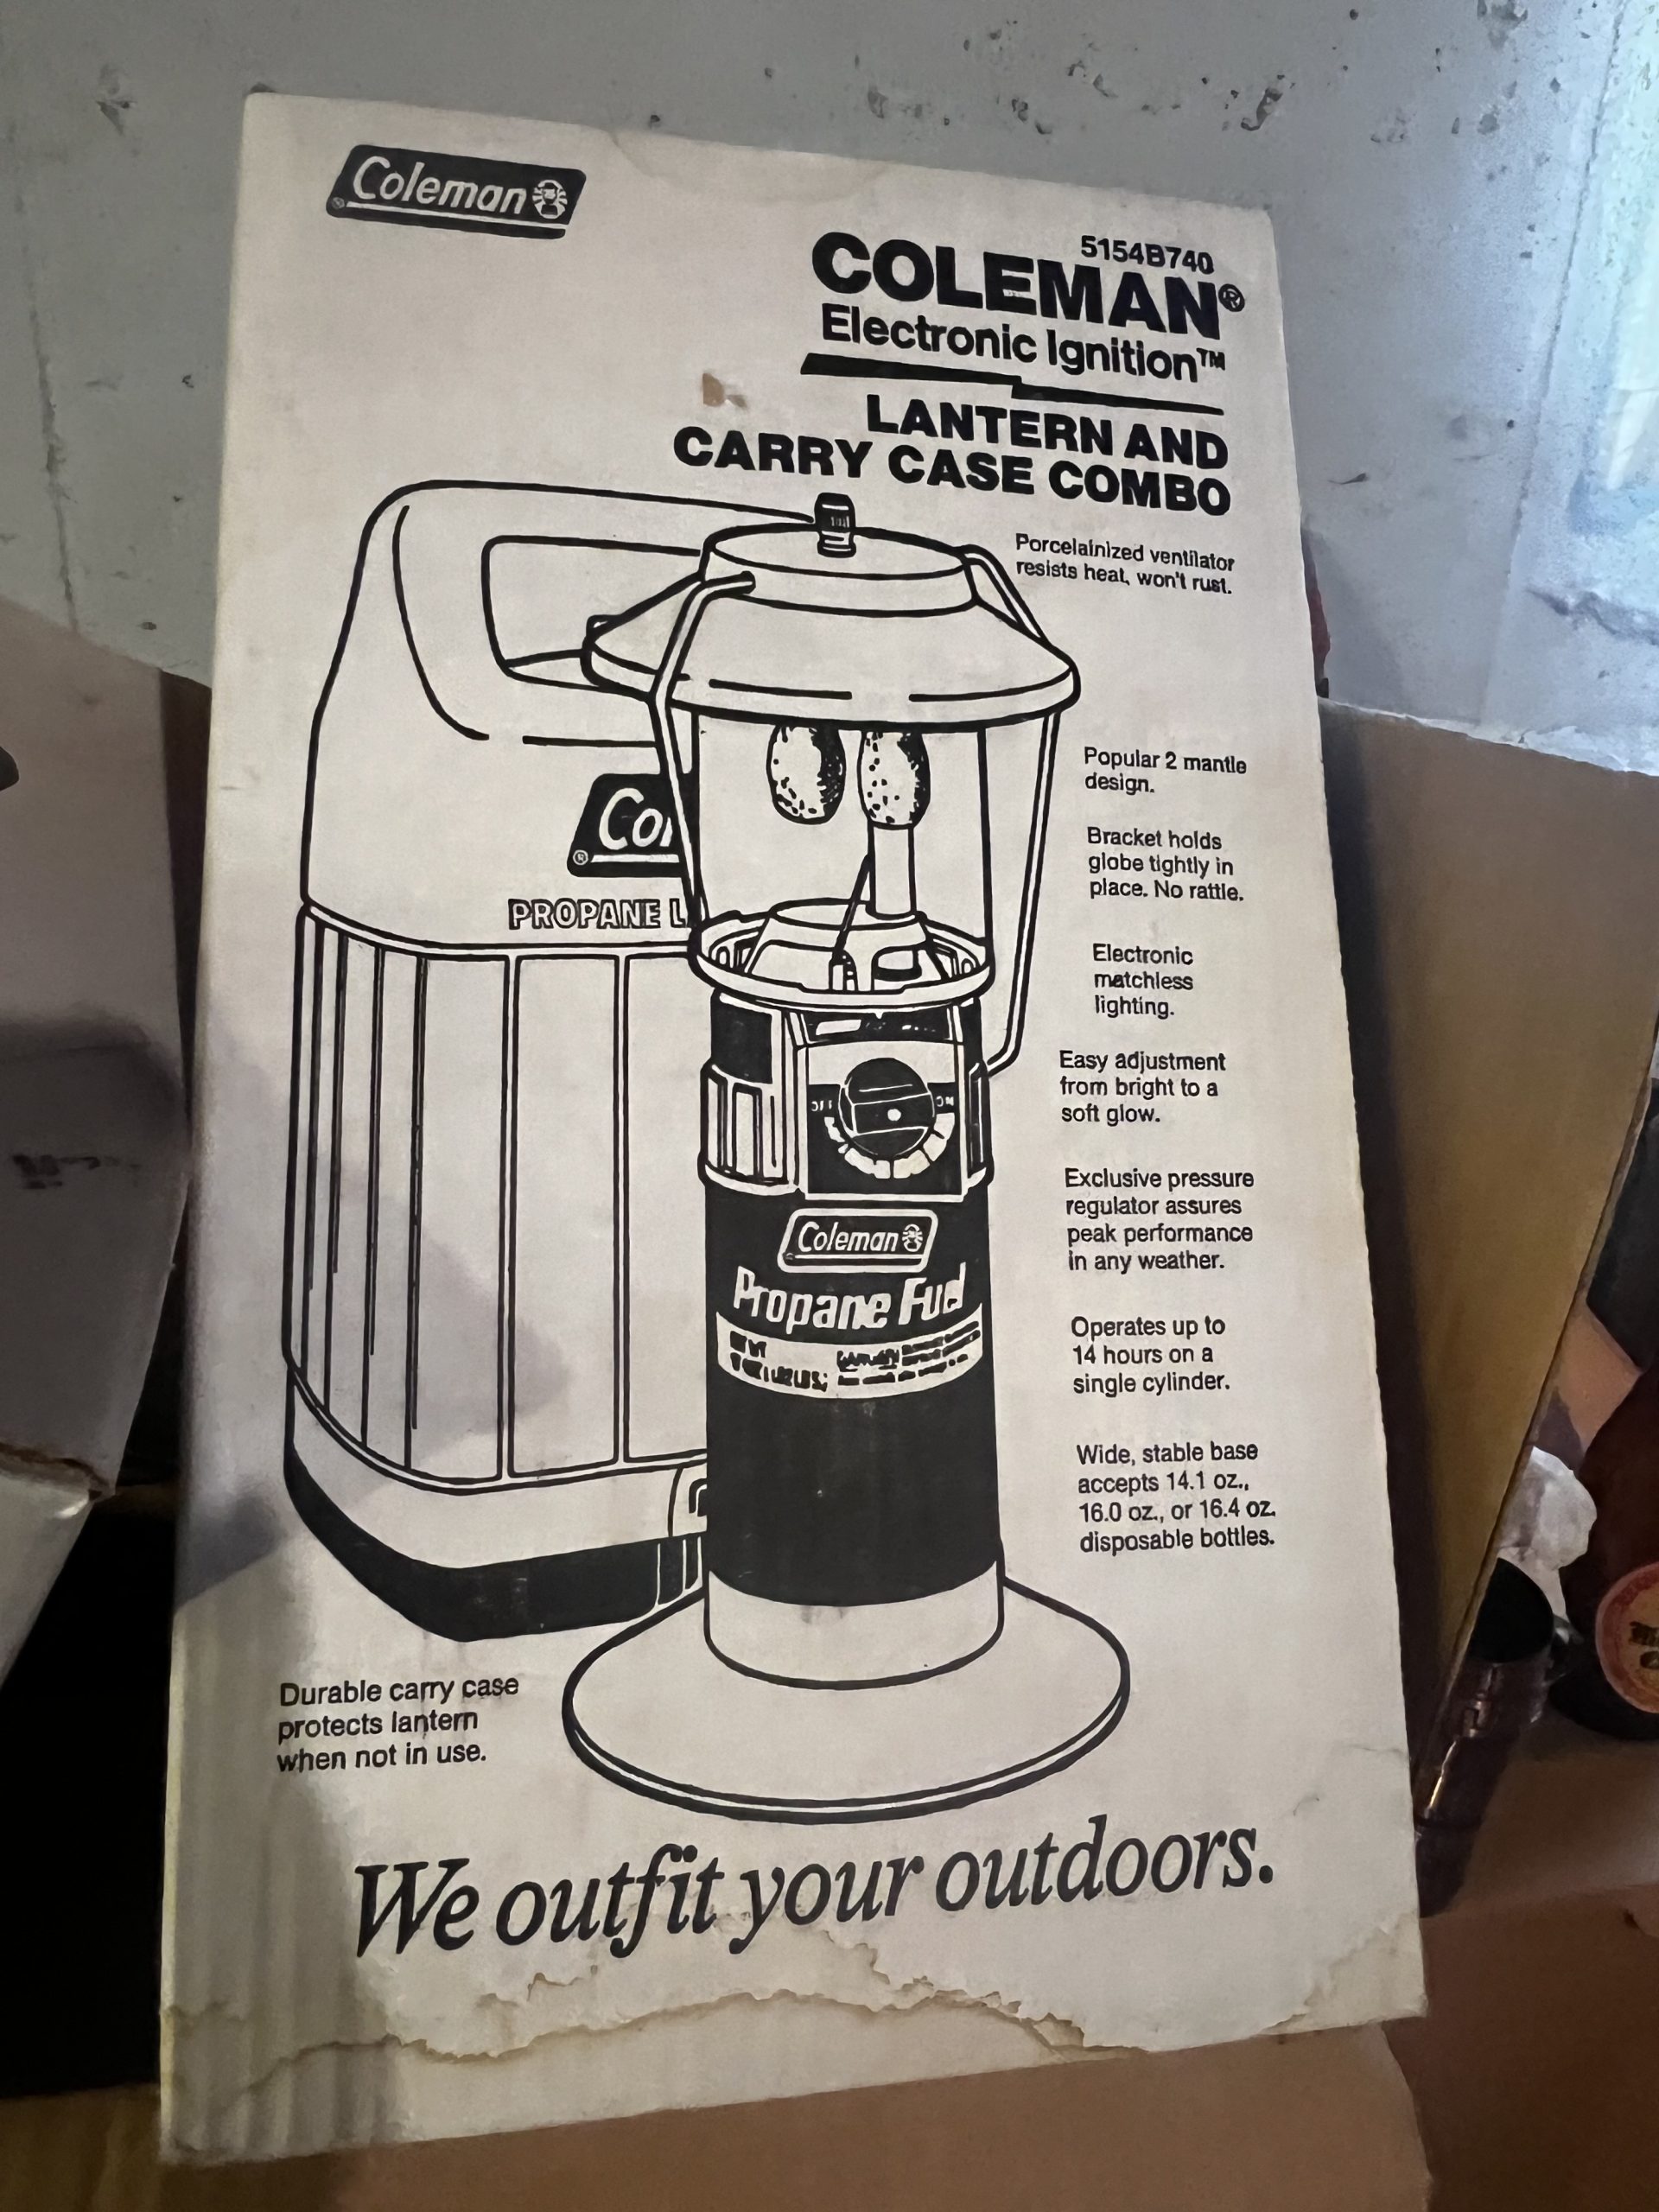 Coleman
®
5154B740
COLEMAN®
Electronic Ignition™
LANTERN AND
CARRY CASE COMBO
Porcelainized ventilator
resists heat, won't rust.
Popular 2 mantle
design.
Bracket holds
globe tightly in
place. No rattle.
Electronic
matchless
lighting.
Easy adjustment
from bright to a
soft glow.
Exclusive pressure
regulator assures
peak performance
in any weather.
Operates up to
14 hours on a
single cylinder.
Wide, stable base
accepts 14.1 oz.,
16.0 oz., or 16.4 oz.
disposable bottles.
Col
®
PROPANE L
Coleman
Propane Fuel
Durable carry case
protects lantern
when not in use.
We outfit your outdoors.